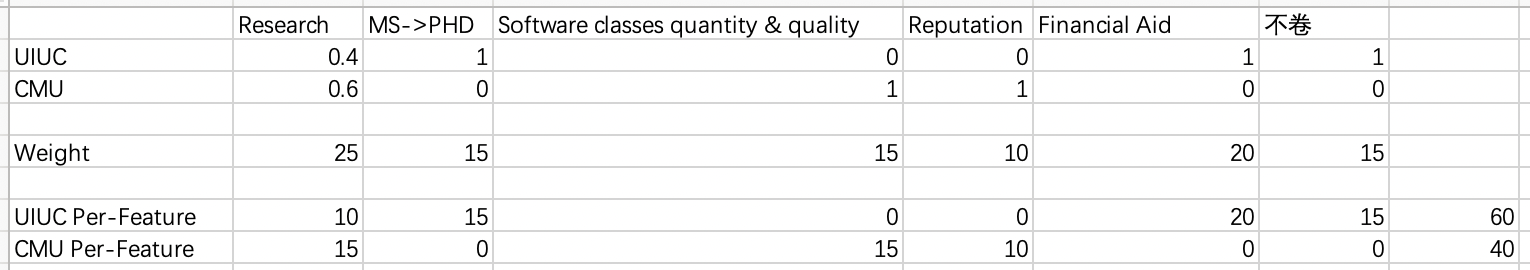 Research MS->PHD Software classes quantity & quality Reputation Financial Aid 不卷
UIUC 0.4 1 0 0 1 1
CMU 0.6 0 1 1 0 0
Weight 25 15 15 10 20 15
UIUC Per-Feature 10 15 0 0 20 15 60
CMU Per-Feature 15 0 15 10 0 0 40